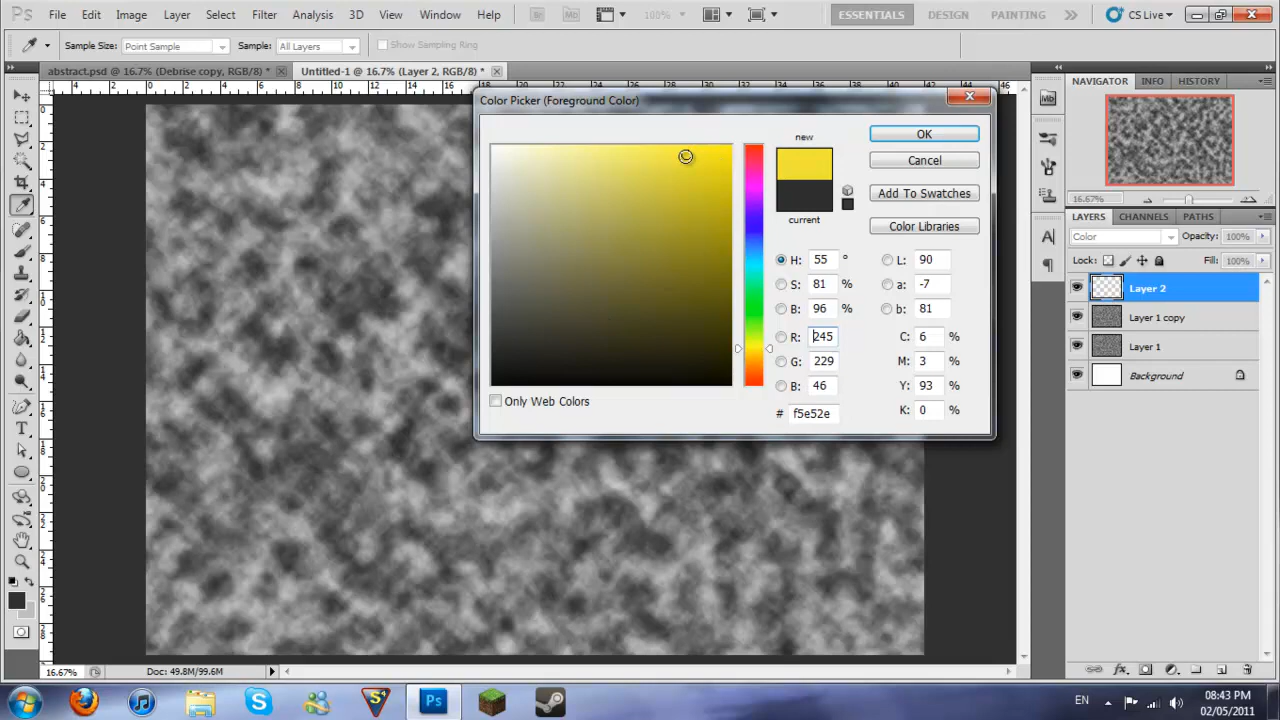 Ps File Edit Image Layer Select Filter Analysis 3D View Window Help Br Mb 100% ESSENTIALS DESIGN PAINTING CS Live
Sample Size: Point Sample Sample: All Layers Show Sampling Ring
abstract.psd @ 16.7% (Debrise copy, RGB/8) * Untitled-1 @ 16.7% (Layer 2, RGB/8) *
NAVIGATOR INFO HISTORY
Mb
16.67%
Color Picker (Foreground Color)
new
current
OK
Cancel
Add To Swatches
Color Libraries
H: 55 ° L: 90
S: 81 % a: -7
B: 96 % b: 81
R: 245 C: 6 %
G: 229 M: 3 %
B: 46 Y: 93 %
# f5e52e K: 0 %
Only Web Colors
LAYERS CHANNELS PATHS
Color Opacity: 100%
Lock: Fill: 100%
Layer 2
Layer 1 copy
Layer 1
Background
16.67% Doc: 49.8M/99.6M
EN 08:43 PM
02/05/2011